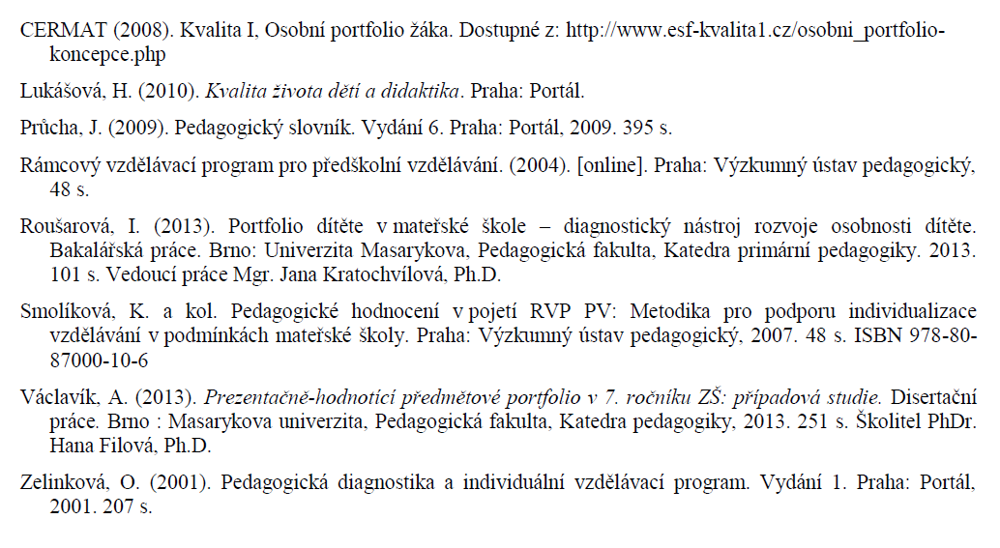 CERMAT (2008). Kvalita I, Osobní portfolio žáka. Dostupné z: http://www.esf-kvalita1.cz/osobni_portfolio-
koncepce.php
Lukášová, H. (2010). Kvalita života dětí a didaktika. Praha: Portál.
Průcha, J. (2009). Pedagogický slovník. Vydání 6. Praha: Portál, 2009. 395 s.
Rámcový vzdělávací program pro předškolní vzdělávání. (2004). [online]. Praha: Výzkumný ústav pedagogický,
48 s.
Roušarová, I. (2013). Portfolio dítěte v mateřské škole – diagnostický nástroj rozvoje osobnosti dítěte.
Bakalářská práce. Brno: Univerzita Masarykova, Pedagogická fakulta, Katedra primární pedagogiky. 2013.
101 s. Vedoucí práce Mgr. Jana Kratochvílová, Ph.D.
Smolíková, K. a kol. Pedagogické hodnocení v pojetí RVP PV: Metodika pro podporu individualizace
vzdělávání v podmínkách mateřské školy. Praha: Výzkumný ústav pedagogický, 2007. 48 s. ISBN 978-80-
87000-10-6
Václavík, A. (2013). Prezentačně-hodnotící předmětové portfolio v 7. ročníku ZŠ: případová studie. Disertační
práce. Brno : Masarykova univerzita, Pedagogická fakulta, Katedra pedagogiky, 2013. 251 s. Školitel PhDr.
Hana Filová, Ph.D.
Zelinková, O. (2001). Pedagogická diagnostika a individuální vzdělávací program. Vydání 1. Praha: Portál,
2001. 207 s.